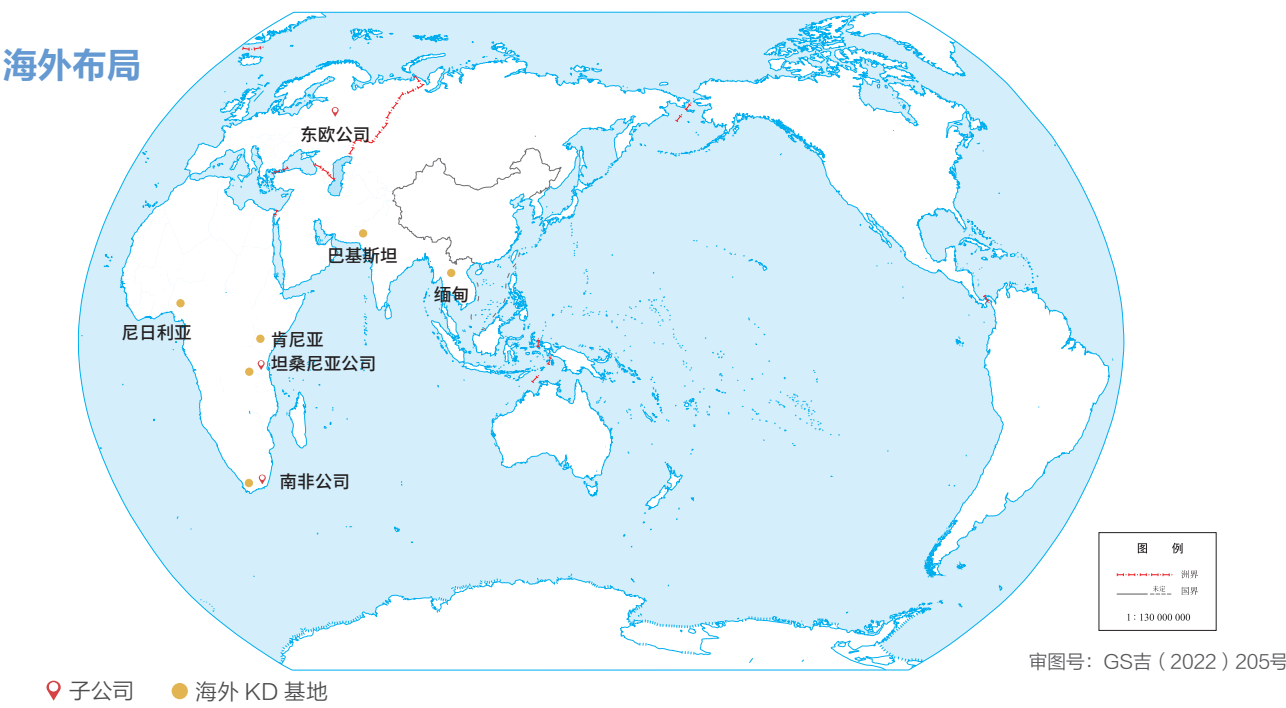 海外布局
东欧公司
巴基斯坦
缅甸
尼日利亚
肯尼亚
坦桑尼亚公司
南非公司
图 例
洲界
未定 国界
1：130 000 000
审图号：GS吉（2022）205号
子公司 海外 KD 基地